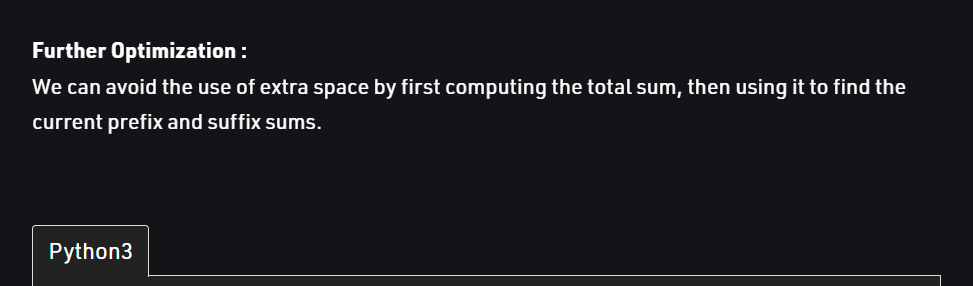 Further Optimization :
We can avoid the use of extra space by first computing the total sum, then using it to find the
current prefix and suffix sums.
Python3